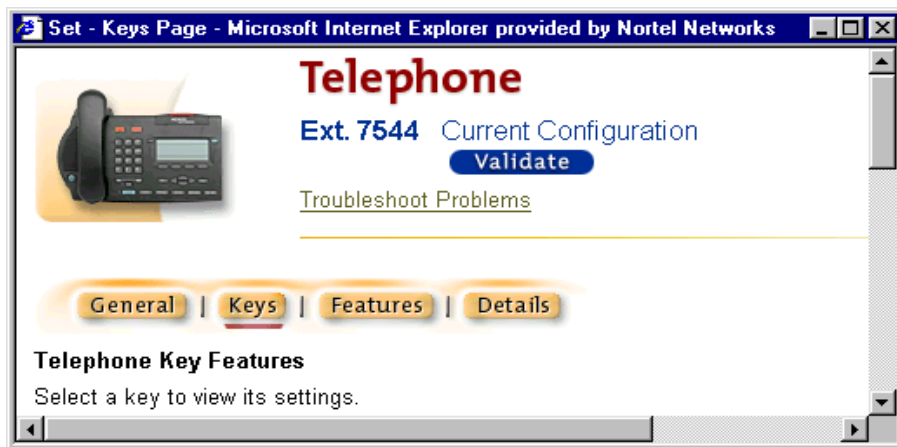 Set - Keys Page - Microsoft Internet Explorer provided by Nortel Networks
Telephone
Ext. 7544 Current Configuration
Validate
Troubleshoot Problems
General | Keys | Features | Details
Telephone Key Features
Select a key to view its settings.